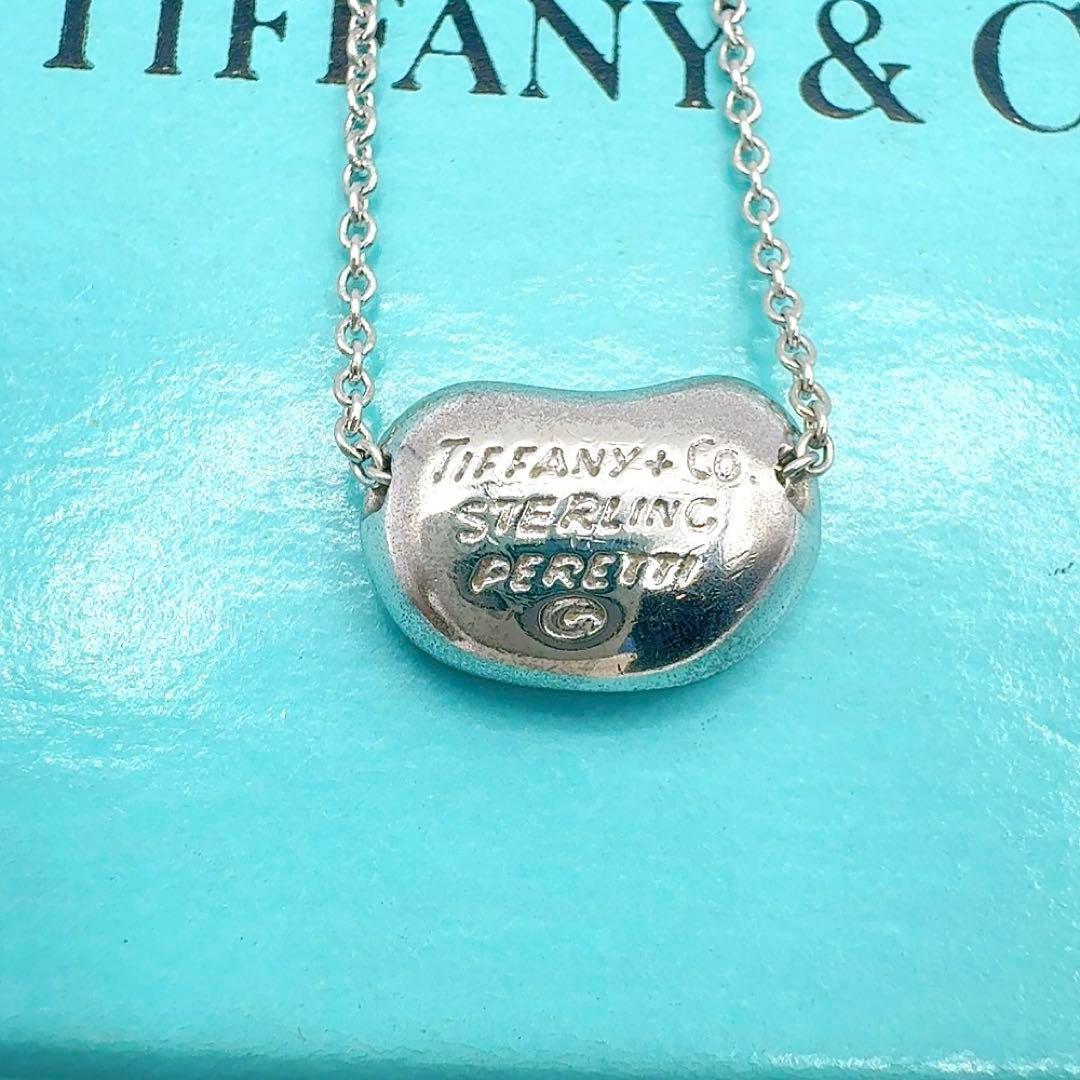 TIFFANY & C
TIFFANY + Co.
STERLING
PERETTI